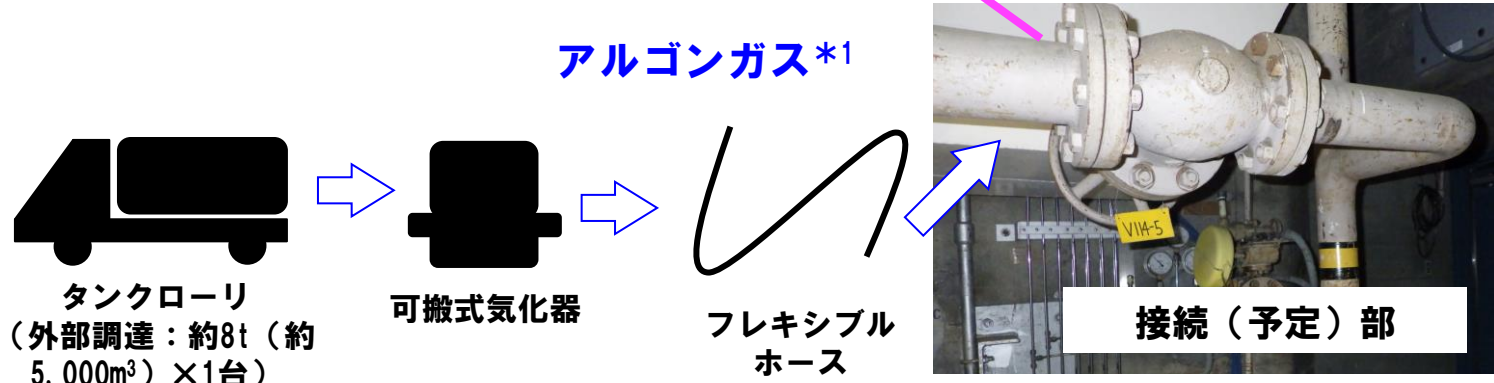 アルゴンガス*1
タンクローリ
（外部調達：約8t（約
5,000m³）×1台）
可搬式気化器
フレキシブル
ホース
V114-5
接続（予定）部